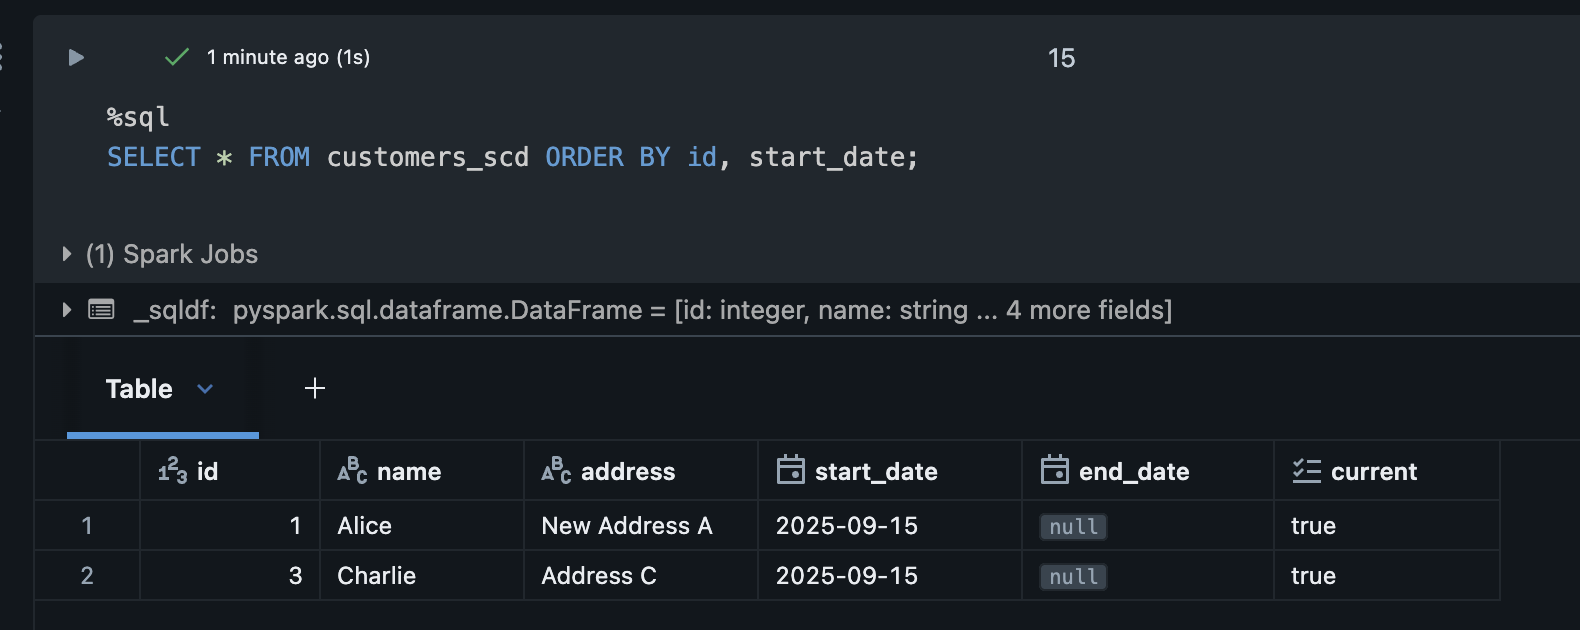 1 minute ago (1s)
15
%sql
SELECT * FROM customers_scd ORDER BY id, start_date;
(1) Spark Jobs
_sqldf: pyspark.sql.dataframe.DataFrame = [id: integer, name: string ... 4 more fields]
Table
id name address start_date end_date current
1 1 Alice New Address A 2025-09-15 null true
2 3 Charlie Address C 2025-09-15 null true